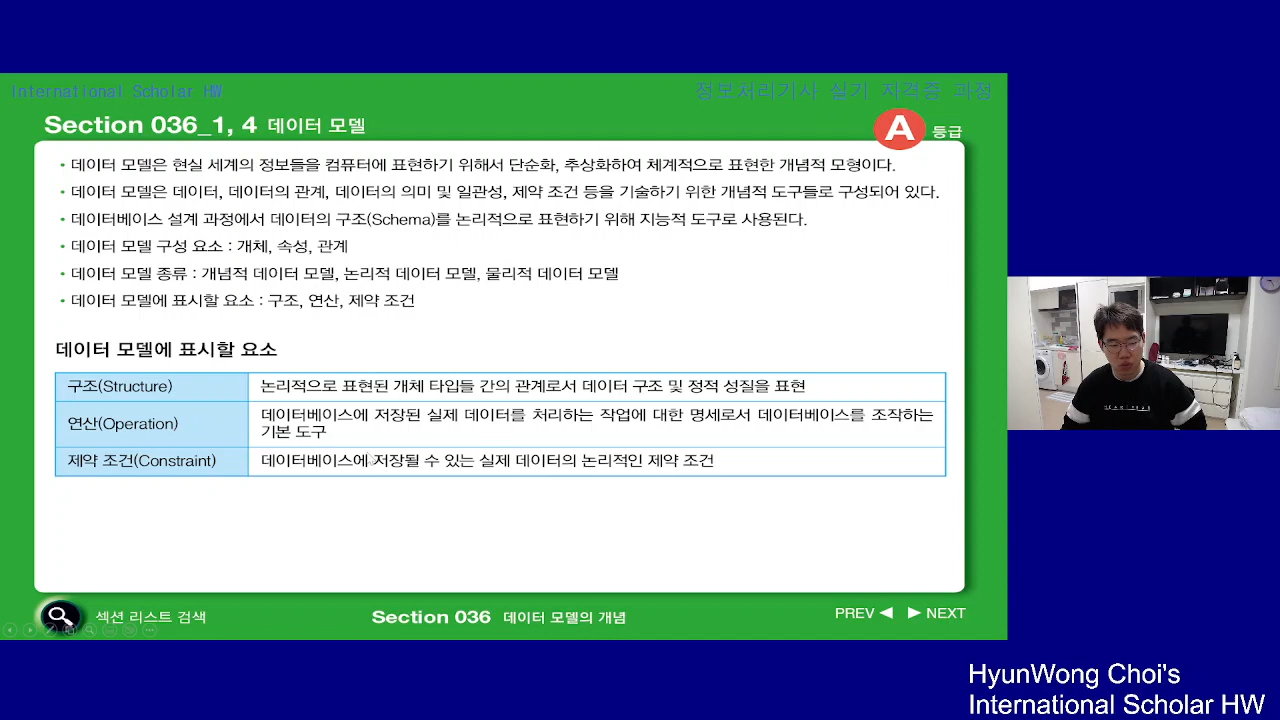 International Scholar HW
정보처리기사 실기 자격증 과정
Section 036_1, 4 데이터 모델
A 등급
• 데이터 모델은 현실 세계의 정보들을 컴퓨터에 표현하기 위해서 단순화, 추상화하여 체계적으로 표현한 개념적 모형이다.
• 데이터 모델은 데이터, 데이터의 관계, 데이터의 의미 및 일관성, 제약 조건 등을 기술하기 위한 개념적 도구들로 구성되어 있다.
• 데이터베이스 설계 과정에서 데이터의 구조(Schema)를 논리적으로 표현하기 위해 지능적 도구로 사용된다.
• 데이터 모델 구성 요소 : 개체, 속성, 관계
• 데이터 모델 종류 : 개념적 데이터 모델, 논리적 데이터 모델, 물리적 데이터 모델
• 데이터 모델에 표시할 요소 : 구조, 연산, 제약 조건
데이터 모델에 표시할 요소
구조(Structure) 논리적으로 표현된 개체 타입들 간의 관계로서 데이터 구조 및 정적 성질을 표현
연산(Operation) 데이터베이스에 저장된 실제 데이터를 처리하는 작업에 대한 명세로서 데이터베이스를 조작하는
기본 도구
제약 조건(Constraint) 데이터베이스에 저장될 수 있는 실제 데이터의 논리적인 제약 조건
섹션 리스트 검색
Section 036 데이터 모델의 개념
PREV ◀ ▶ NEXT
HyunWong Choi's
International Scholar HW